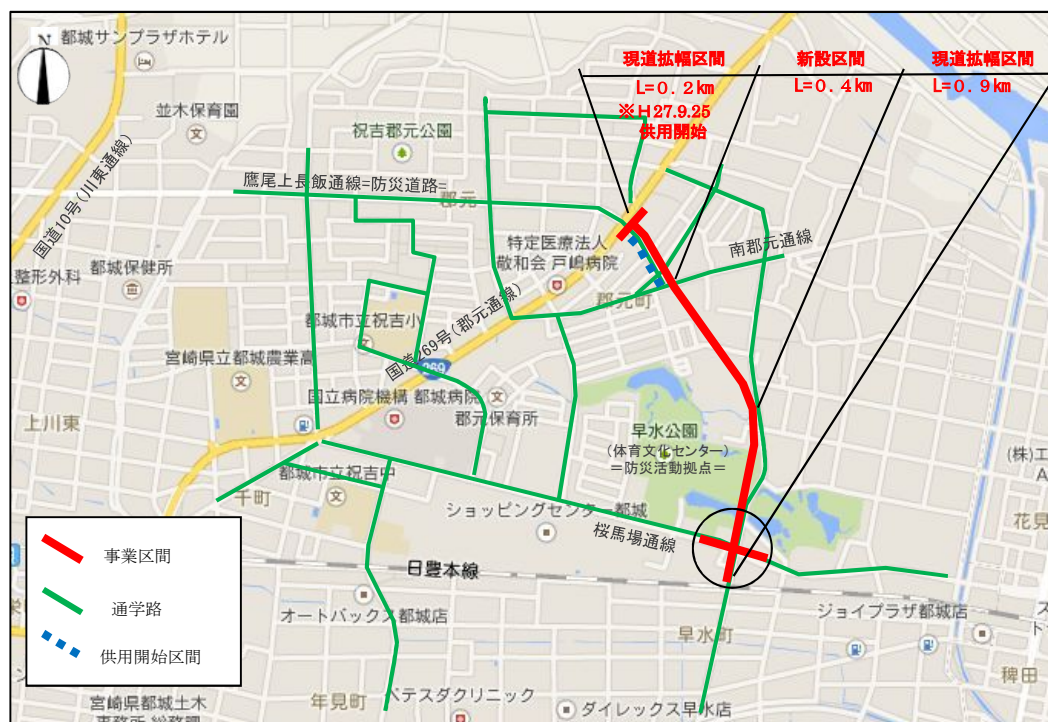 N
都城サンプラザホテル
並木保育園
祝吉郡元公園
現道拡幅区間
L=0.2km
※H27.9.25
供用開始
新設区間
L=0.4km
現道拡幅区間
L=0.9km
国道10号(川東通線)
鷹尾上長飯通線=防災道路=
郡元
整形外科
都城保健所
特定医療法人
敬和会 戸嶋病院
南郡元通線
郡元町
都城市立祝吉小
国道269号(郡元通線)
269
宮崎県立都城農業高
国立病院機構 都城病院
郡元保育所
上川東
早水公園
(体育文化センター)
=防災活動拠点=
(株)エ
都城市立祝吉中
千町
ショッピングセンター都城
桜馬場通線
花見
日豊本線
事業区間
通学路
供用開始区間
オートバックス都城店
ジョイプラザ都城店
早水町
年見町
ベテスダクリニック
ダイレックス早水店
稗田
宮崎県都城土木